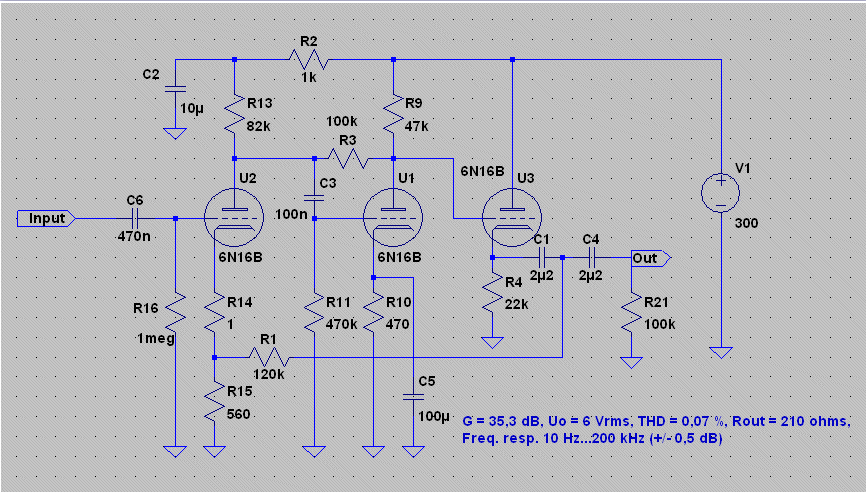 R2
1k
C2
10µ
R13
82k
100k
R3
R9
47k
6N16B
U3
V1
300
C6
470n
Input
U2
6N16B
C3
100n
U1
6N16B
C1
2µ2
C4
2µ2
Out
R4
22k
R21
100k
R16
1meg
R14
1
R11
470k
R10
470
R1
120k
R15
560
C5
100µ
G = 35,3 dB, Uo = 6 Vrms, THD = 0,07 %, Rout = 210 ohms,
Freq. resp. 10 Hz...200 kHz (+/- 0,5 dB)